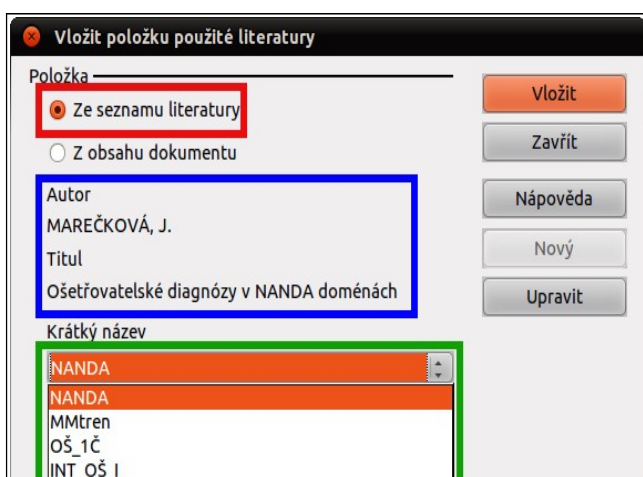 Vložit položku použité literatury
Položka
Ze seznamu literatury
Z obsahu dokumentu
Autor
MAREČKOVÁ, J.
Titul
Ošetřovatelské diagnózy v NANDA doménách
Krátký název
NANDA
NANDA
MMtren
OŠ_1Č
INT_OŠ_I
Vložit
Zavřít
Nápověda
Nový
Upravit